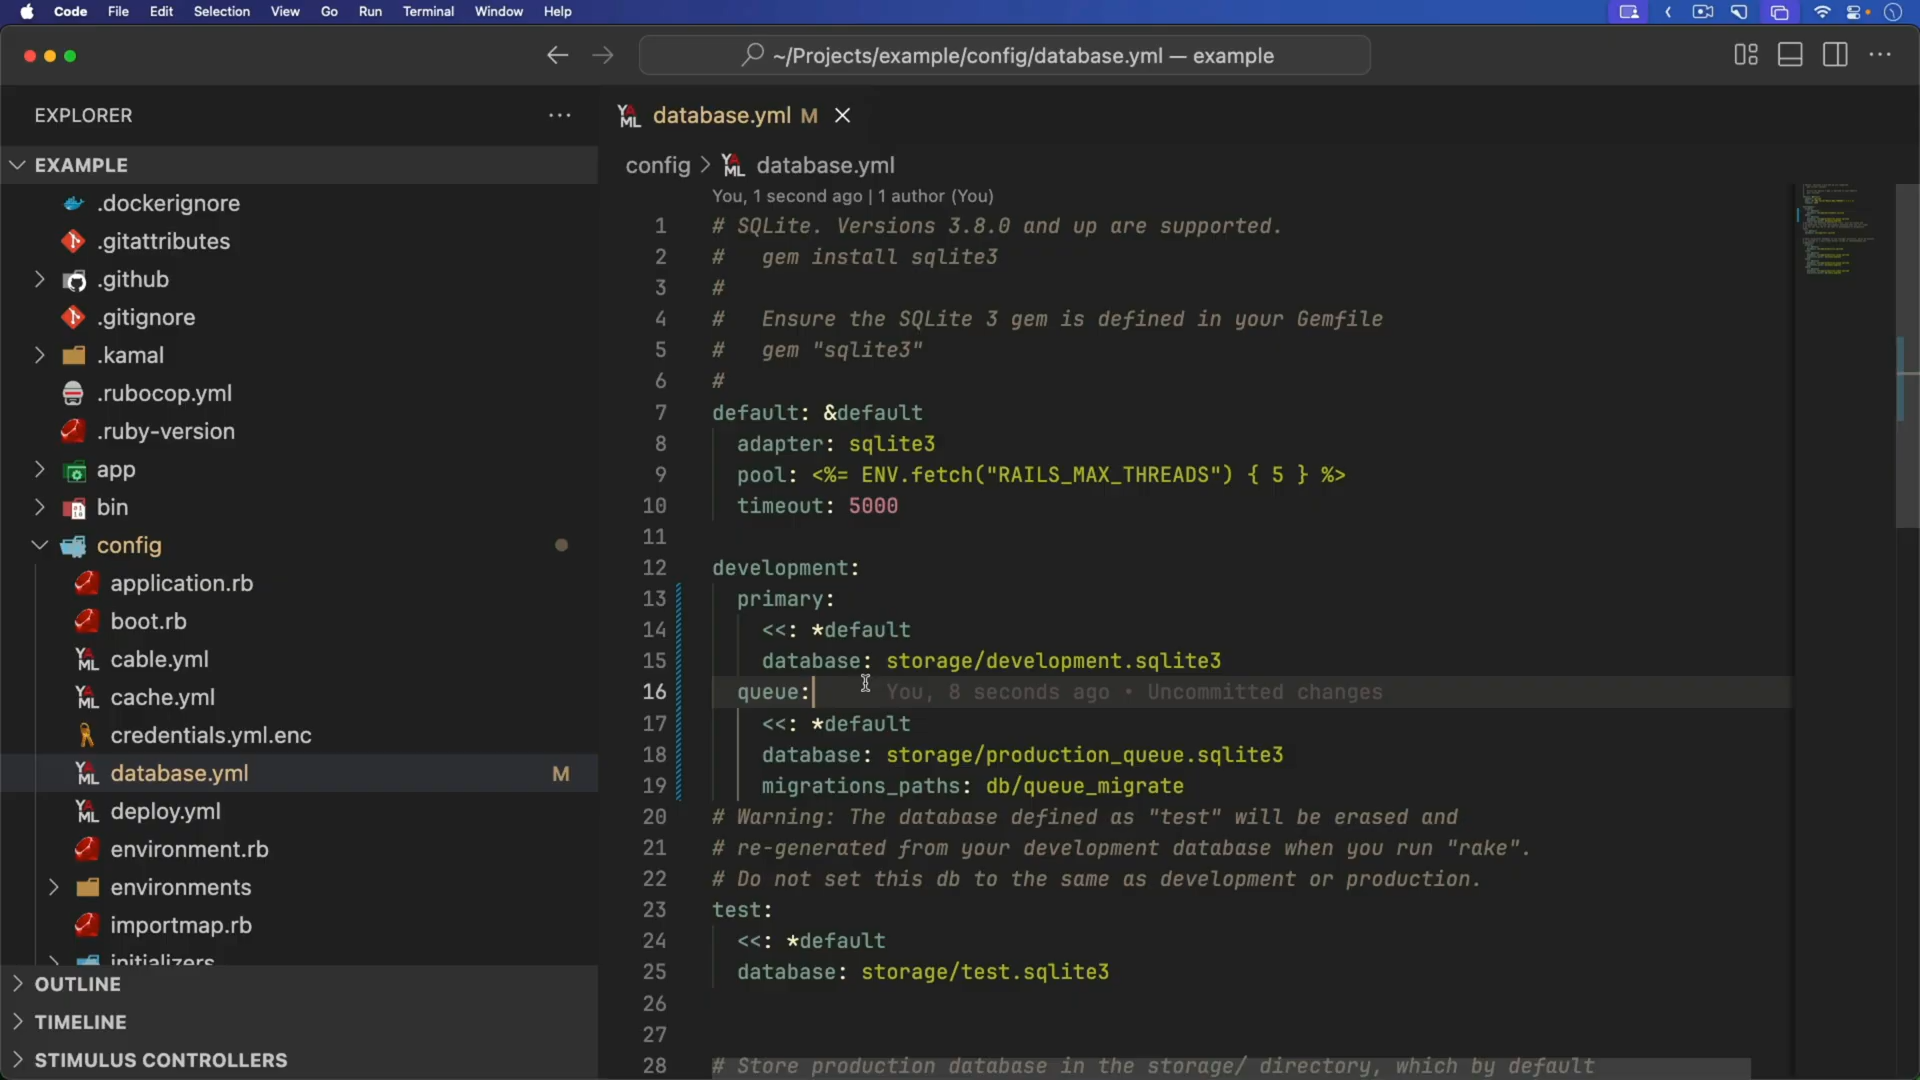 Code File Edit Selection View Go Run Terminal Window Help
~/Projects/example/config/database.yml — example
EXPLORER
EXAMPLE
.dockerignore
.gitattributes
.github
.gitignore
.kamal
.rubocop.yml
.ruby-version
app
bin
config
application.rb
boot.rb
cable.yml
cache.yml
credentials.yml.enc
database.yml M
deploy.yml
environment.rb
environments
importmap.rb
initializers
OUTLINE
TIMELINE
STIMULUS CONTROLLERS
database.yml M
config > database.yml
You, 1 second ago | 1 author (You)
1 # SQLite. Versions 3.8.0 and up are supported.
2 #   gem install sqlite3
3 #
4 #   Ensure the SQLite 3 gem is defined in your Gemfile
5 #   gem "sqlite3"
6 #
7 default: &default
8   adapter: sqlite3
9   pool: <%= ENV.fetch("RAILS_MAX_THREADS") { 5 } %>
10   timeout: 5000
11
12 development:
13   primary:
14     <<: *default
15     database: storage/development.sqlite3
16   queue: You, 8 seconds ago • Uncommitted changes
17     <<: *default
18     database: storage/production_queue.sqlite3
19     migrations_paths: db/queue_migrate
20 # Warning: The database defined as "test" will be erased and
21 # re-generated from your development database when you run "rake".
22 # Do not set this db to the same as development or production.
23 test:
24   <<: *default
25   database: storage/test.sqlite3
26
27
28 # Store production database in the storage/ directory, which by default